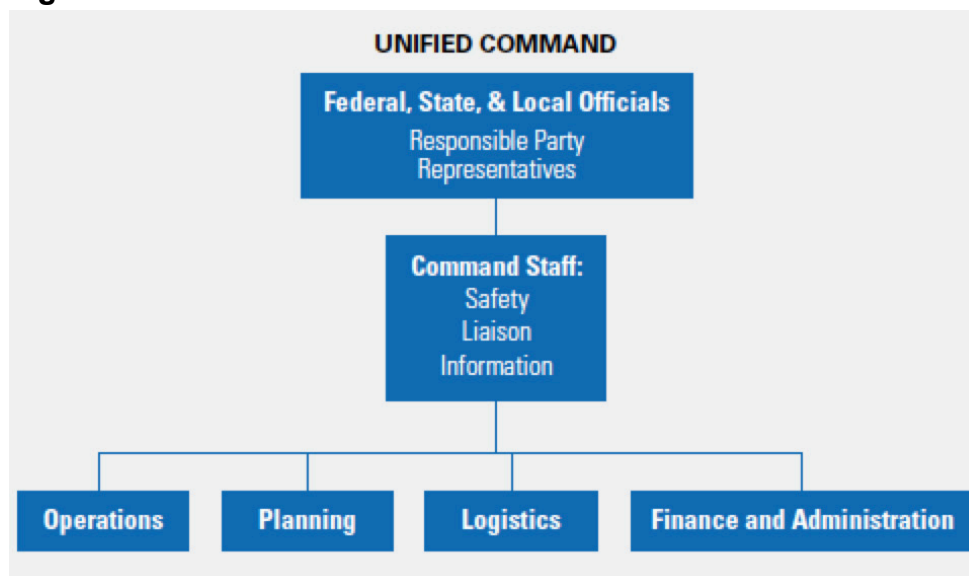 UNIFIED COMMAND
Federal, State, & Local Officials
Responsible Party
Representatives
Command Staff:
Safety
Liaison
Information
Operations
Planning
Logistics
Finance and Administration